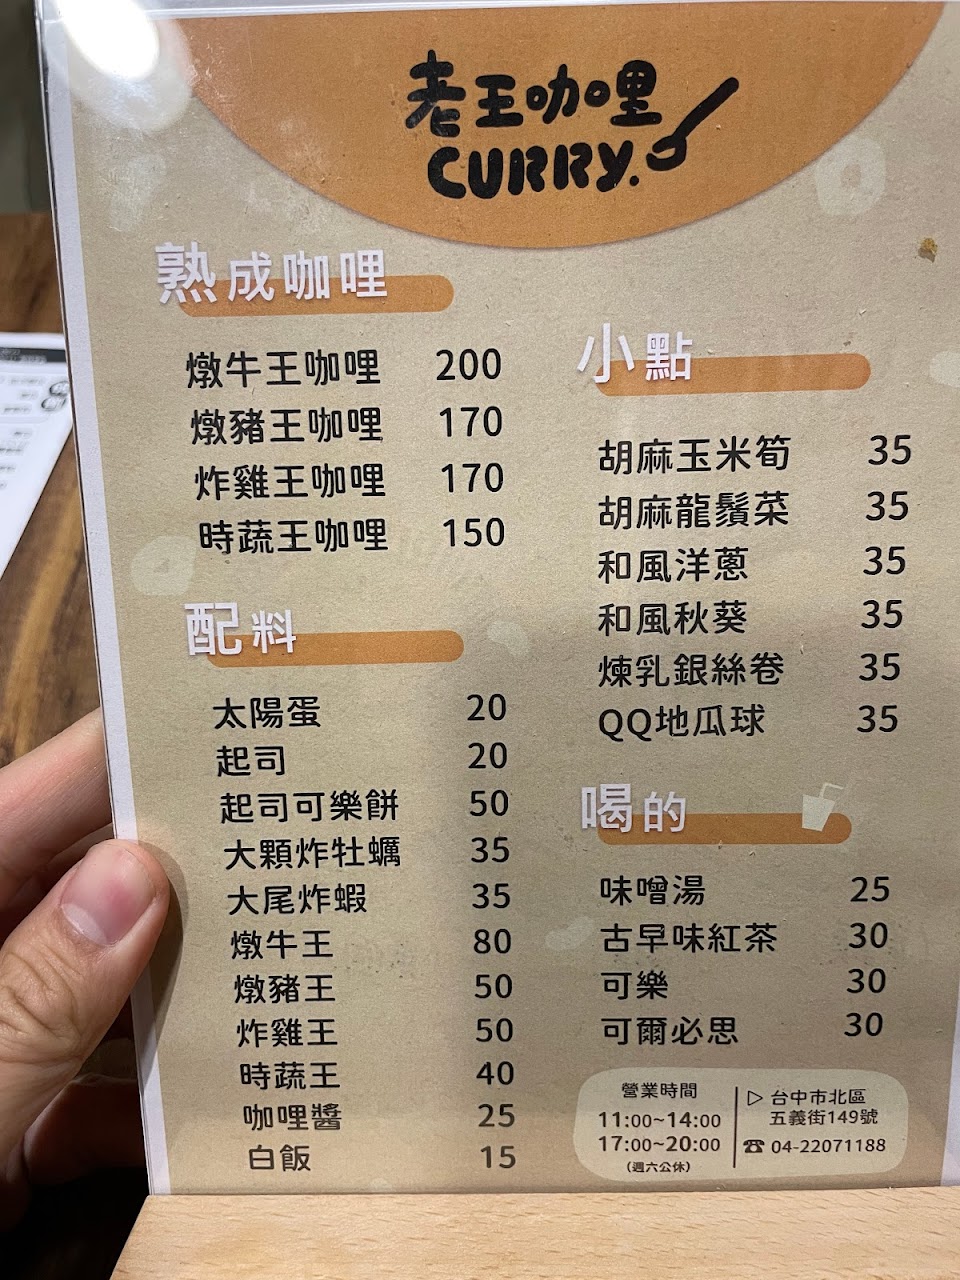 老王咖哩
CURRY.
熟成咖哩
燉牛王咖哩 200
燉豬王咖哩 170
炸雞王咖哩 170
時蔬王咖哩 150
配料
太陽蛋 20
起司 20
起司可樂餅 50
大顆炸牡蠣 35
大尾炸蝦 35
燉牛王 80
燉豬王 50
炸雞王 50
時蔬王 40
咖哩醬 25
白飯 15
小點
胡麻玉米筍 35
胡麻龍鬚菜 35
和風洋蔥 35
和風秋葵 35
煉乳銀絲卷 35
QQ地瓜球 35
喝的
味噌湯 25
古早味紅茶 30
可樂 30
可爾必思 30
營業時間
11:00~14:00
17:00~20:00
(週六公休)
▷ 台中市北區
五義街149號
☎ 04-22071188